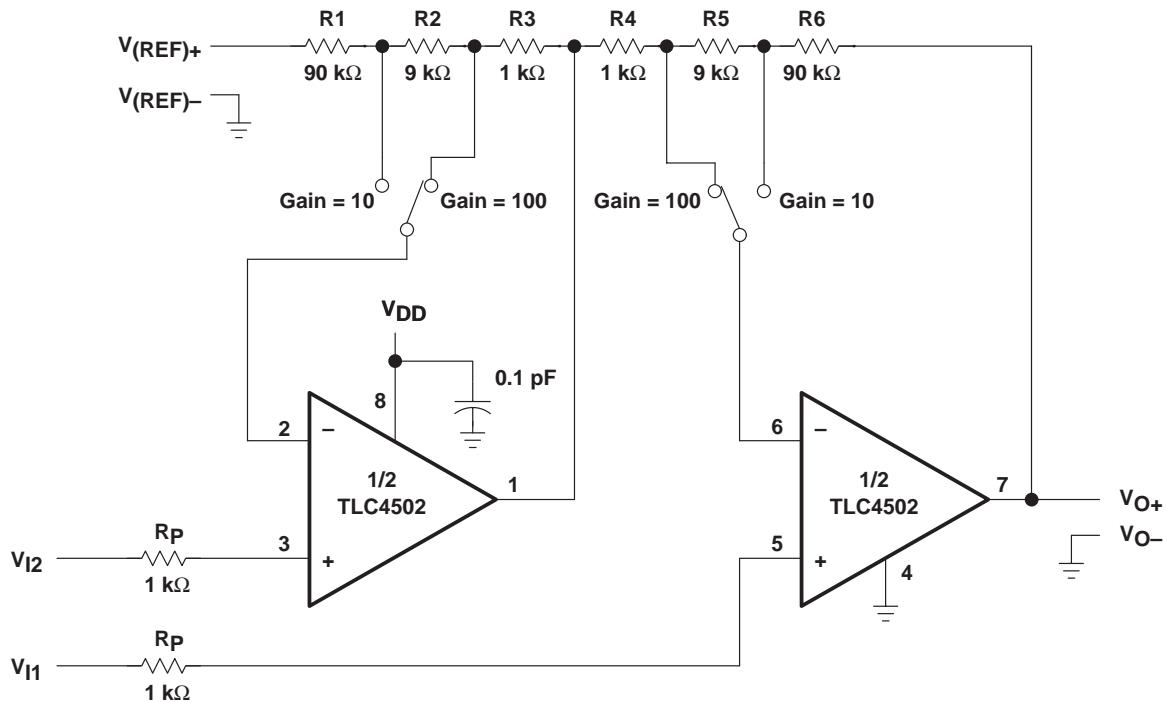 R1 R2 R3 R4 R5 R6
V(REF)+
90 kΩ 9 kΩ 1 kΩ 1 kΩ 9 kΩ 90 kΩ
V(REF)–
Gain = 10 Gain = 100 Gain = 100 Gain = 10
VDD
0.1 pF
8
2 – 6 –
1/2 1 1/2 7
TLC4502 TLC4502
VO+
VO–
RP
VI2 3 + 5 +
4
1 kΩ
RP
VI1
1 kΩ